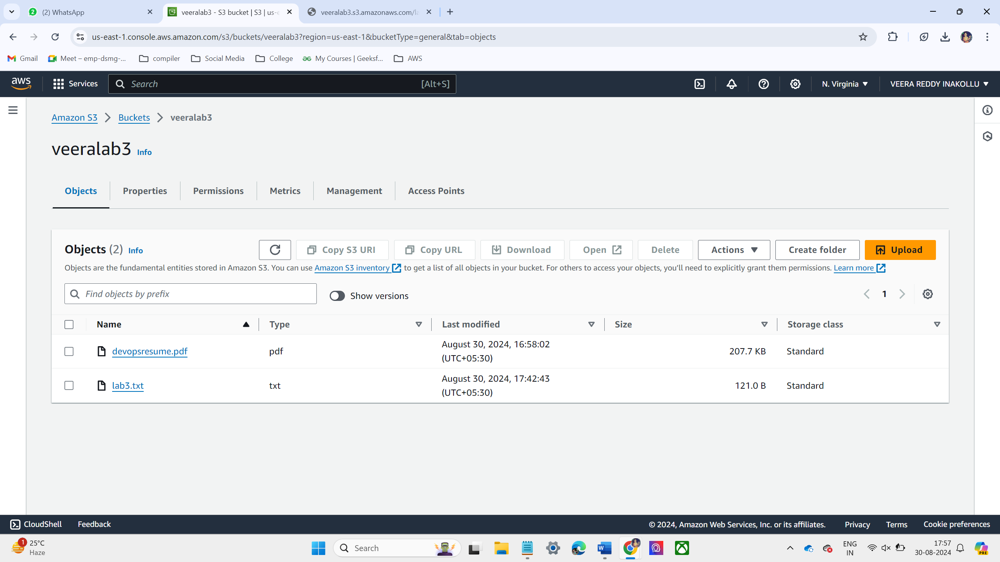 (2) WhatsApp
veeralab3 - S3 bucket | S3 | us-e
veeralab3.s3.amazonaws.com/la
us-east-1.console.aws.amazon.com/s3/buckets/veeralab3?region=us-east-1&bucketType=general&tab=objects
Gmail
Meet – emp-dsmg-...
compiler
Social Media
College
My Courses | Geeksf...
AWS
aws
Services
Search
[Alt+S]
N. Virginia
VEERA REDDY INAKOLLU
Amazon S3
Buckets
veeralab3
veeralab3 Info
Objects
Properties
Permissions
Metrics
Management
Access Points
Objects (2) Info
Copy S3 URI
Copy URL
Download
Open
Delete
Actions
Create folder
Upload
Objects are the fundamental entities stored in Amazon S3. You can use Amazon S3 inventory to get a list of all objects in your bucket. For others to access your objects, you’ll need to explicitly grant them permissions. Learn more
Find objects by prefix
Show versions
1
Name
Type
Last modified
Size
Storage class
devopsresume.pdf
pdf
August 30, 2024, 16:58:02
(UTC+05:30)
207.7 KB
Standard
lab3.txt
txt
August 30, 2024, 17:42:43
(UTC+05:30)
121.0 B
Standard
CloudShell
Feedback
© 2024, Amazon Web Services, Inc. or its affiliates.
Privacy
Terms
Cookie preferences
1
25°C
Haze
Search
ENG
IN
17:57
30-08-2024
PRE